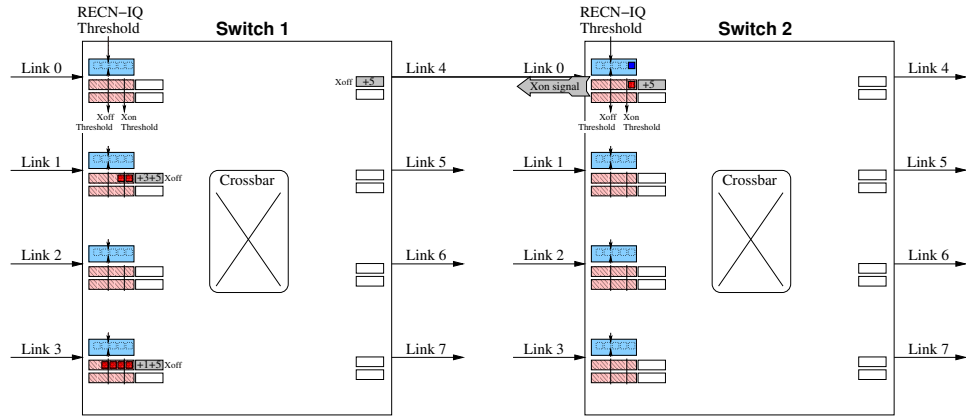 RECN−IQ
Threshold
Switch 1
RECN−IQ
Threshold
Switch 2
Link 0
Xoff
+5
Link 4
Link 0
Xon signal
+5
Link 4
Xoff
Threshold
Xon
Threshold
Xoff
Threshold
Xon
Threshold
Link 1
+3+5
Xoff
Crossbar
Link 5
Link 1
Crossbar
Link 5
Link 2
Link 6
Link 2
Link 6
Link 3
+1+5
Xoff
Link 7
Link 3
Link 7